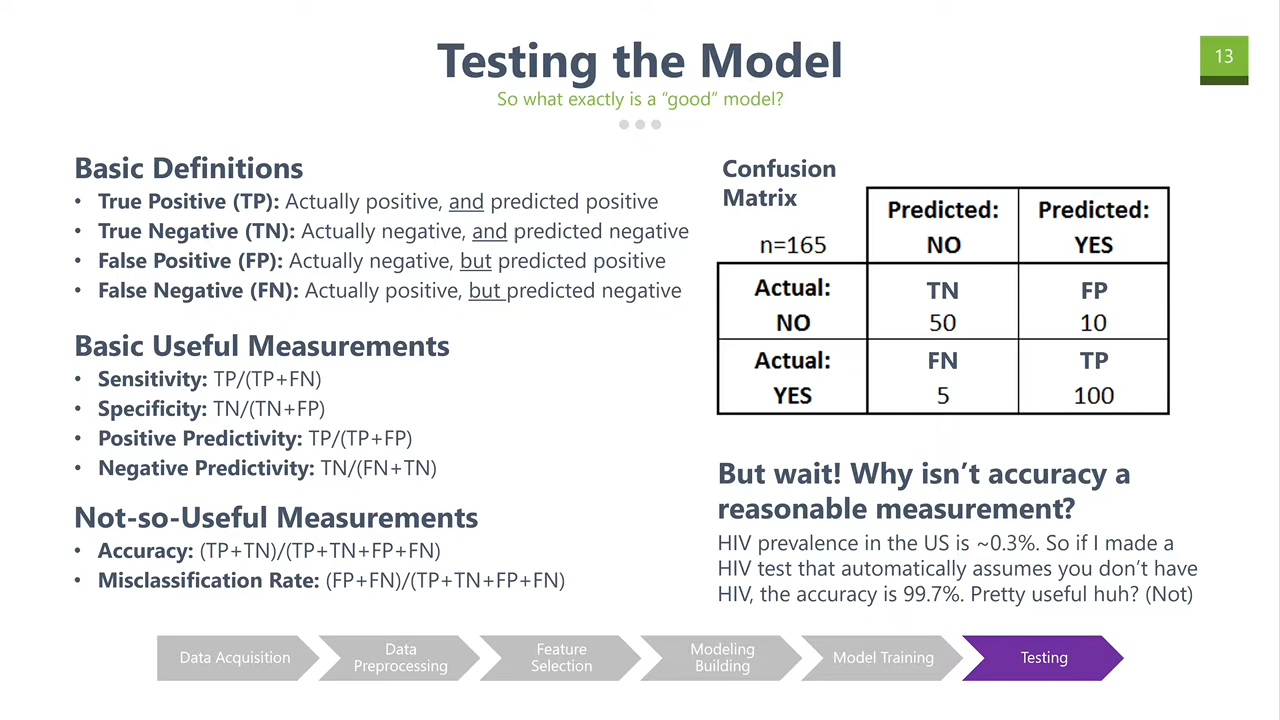 Testing the Model
13
So what exactly is a “good” model?
Basic Definitions
• True Positive (TP): Actually positive, and predicted positive
• True Negative (TN): Actually negative, and predicted negative
• False Positive (FP): Actually negative, but predicted positive
• False Negative (FN): Actually positive, but predicted negative
Basic Useful Measurements
• Sensitivity: TP/(TP+FN)
• Specificity: TN/(TN+FP)
• Positive Predictivity: TP/(TP+FP)
• Negative Predictivity: TN/(FN+TN)
Not-so-Useful Measurements
• Accuracy: (TP+TN)/(TP+TN+FP+FN)
• Misclassification Rate: (FP+FN)/(TP+TN+FP+FN)
Confusion
Matrix
Predicted: Predicted:
n=165 NO YES
Actual: TN FP
NO 50 10
Actual: FN TP
YES 5 100
But wait! Why isn’t accuracy a
reasonable measurement?
HIV prevalence in the US is ~0.3%. So if I made a
HIV test that automatically assumes you don’t have
HIV, the accuracy is 99.7%. Pretty useful huh? (Not)
Data Acquisition
Data
Preprocessing
Feature
Selection
Modeling
Building
Model Training
Testing